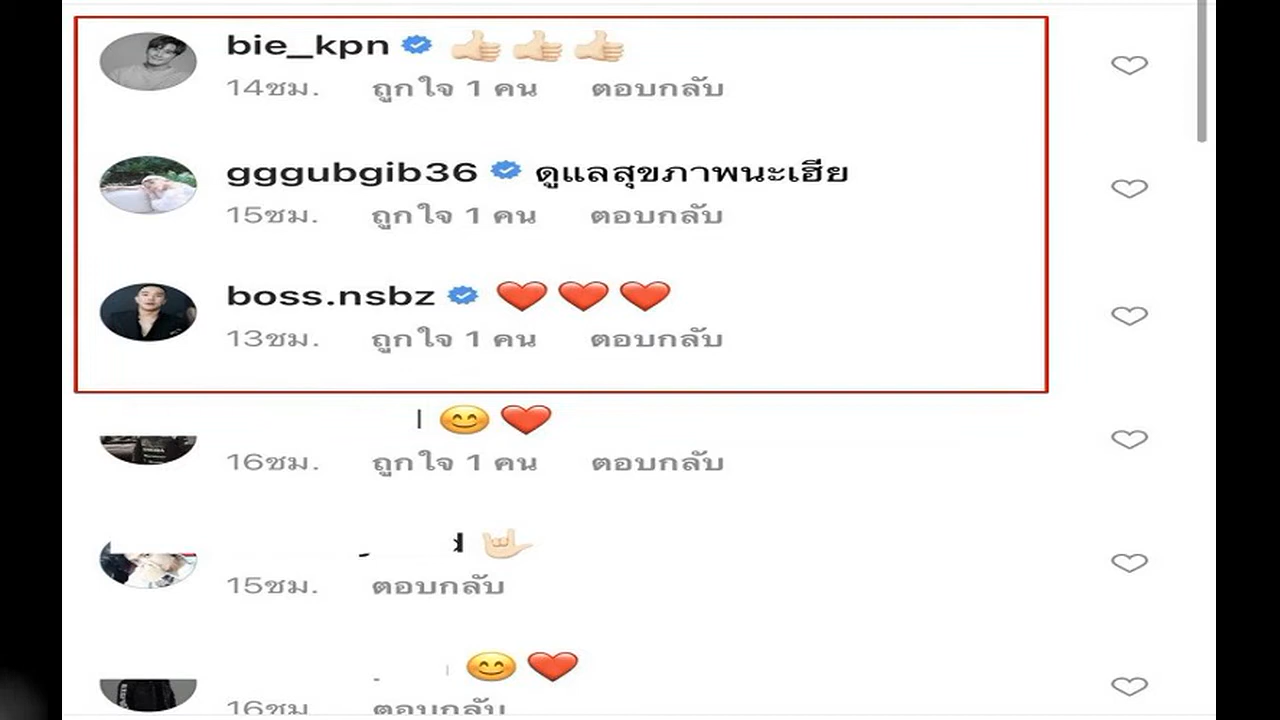 bie_kpn 👍🏻👍🏻👍🏻
14ชม. ถูกใจ 1 คน ตอบกลับ
gggubgib36 ดูแลสุขภาพนะเฮีย
15ชม. ถูกใจ 1 คน ตอบกลับ
boss.nsbz ❤️❤️❤️
13ชม. ถูกใจ 1 คน ตอบกลับ
😊❤️
16ชม. ถูกใจ 1 คน ตอบกลับ
🤟🏻
15ชม. ตอบกลับ
😊❤️
16ชม. ตอบกลับ